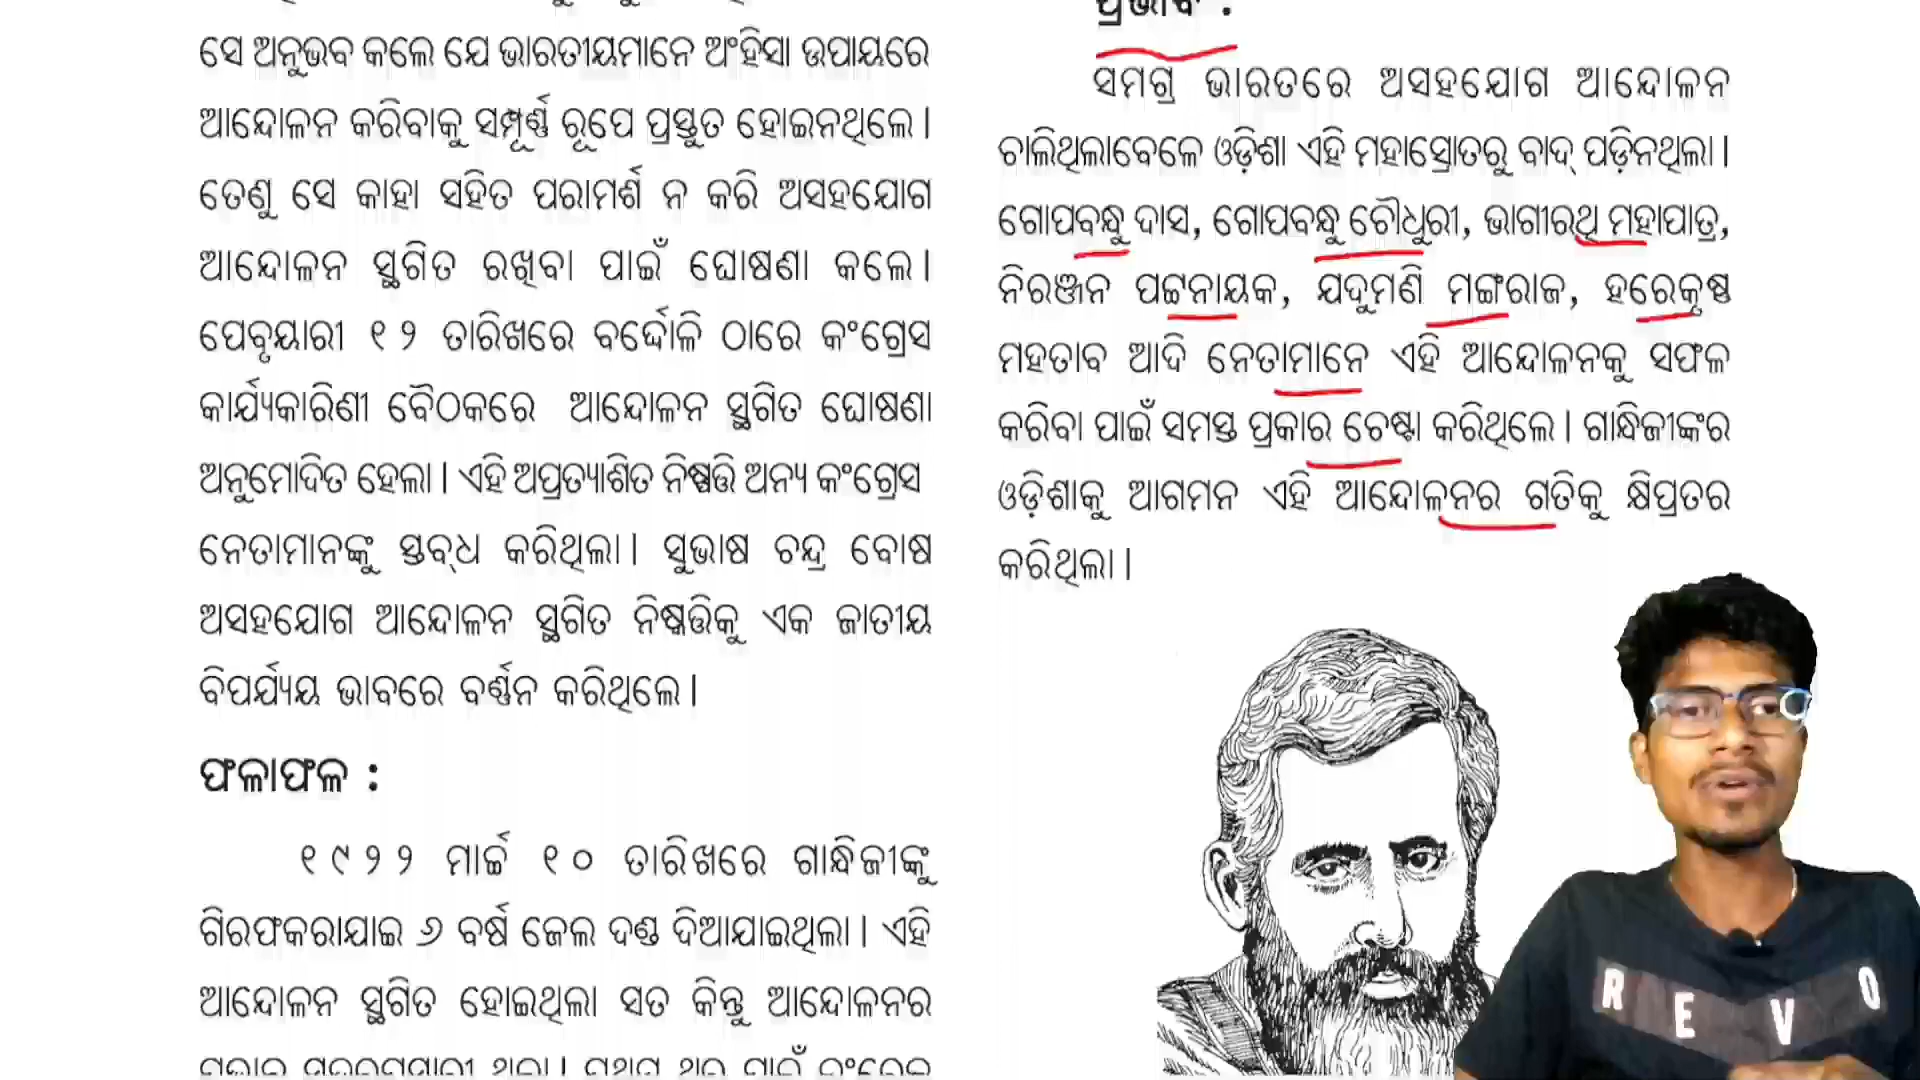 ସେ ଅନୁଭବ କଲେ ଯେ ଭାରତୀୟମାନେ ଅଂହିସା ଉପାୟରେ
ଆନ୍ଦୋଳନ କରିବାକୁ ସମ୍ପୂର୍ଣ୍ଣ ରୂପେ ପ୍ରସ୍ତୁତ ହୋଇନଥିଲେ ।
ତେଣୁ ସେ କାହା ସହିତ ପରାମର୍ଶ ନ କରି ଅସହଯୋଗ
ଆନ୍ଦୋଳନ ସ୍ଥଗିତ ରଖିବା ପାଇଁ ଘୋଷଣା କଲେ ।
ପେବୃୟାରୀ ୧୨ ତାରିଖରେ ବର୍ଦ୍ଦୋଳି ଠାରେ କଂଗ୍ରେସ
କାର୍ଯ୍ୟକାରିଣୀ ବୈଠକରେ ଆନ୍ଦୋଳନ ସ୍ଥଗିତ ଘୋଷଣା
ଅନୁମୋଦିତ ହେଲା । ଏହି ଅପ୍ରତ୍ୟାଶିତ ନିଷ୍ପତ୍ତି ଅନ୍ୟ କଂଗ୍ରେସ
ନେତାମାନଙ୍କୁ ସ୍ତବ୍‌ଧ କରିଥିଲା । ସୁଭାଷ ଚନ୍ଦ୍ର ବୋଷ
ଅସହଯୋଗ ଆନ୍ଦୋଳନ ସ୍ଥଗିତ ନିଷ୍ପତ୍ତିକୁ ଏକ ଜାତୀୟ
ବିପର୍ଯ୍ୟୟ ଭାବରେ ବର୍ଣ୍ଣନ କରିଥିଲେ ।
ଫଳାଫଳ :
୧୯୨୨ ମାର୍ଚ୍ଚ ୧୦ ତାରିଖରେ ଗାନ୍ଧିଜୀଙ୍କୁ
ଗିରଫକରାଯାଇ ୬ ବର୍ଷ ଜେଲ ଦଣ୍ଡ ଦିଆଯାଇଥିଲା । ଏହି
ଆନ୍ଦୋଳନ ସ୍ଥଗିତ ହୋଇଥିଲା ସତ କିନ୍ତୁ ଆନ୍ଦୋଳନର
ପ୍ରଭାବ :
ସମଗ୍ର ଭାରତରେ ଅସହଯୋଗ ଆନ୍ଦୋଳନ
ଚାଲିଥିଲାବେଳେ ଓଡ଼ିଶା ଏହି ମହାସ୍ରୋତରୁ ବାଦ୍ ପଡ଼ିନଥିଲା ।
ଗୋପବନ୍ଧୁ ଦାସ, ଗୋପବନ୍ଧୁ ଚୌଧୁରୀ, ଭାଗୀରଥି ମହାପାତ୍ର,
ନିରଞ୍ଜନ ପଟ୍ଟନାୟକ, ଯଦୁମଣି ମଙ୍ଗରାଜ, ହରେକୃଷ୍ଣ
ମହତାବ ଆଦି ନେତାମାନେ ଏହି ଆନ୍ଦୋଳନକୁ ସଫଳ
କରିବା ପାଇଁ ସମସ୍ତ ପ୍ରକାର ଚେଷ୍ଟା କରିଥିଲେ । ଗାନ୍ଧିଜୀଙ୍କର
ଓଡ଼ିଶାକୁ ଆଗମନ ଏହି ଆନ୍ଦୋଳନର ଗତିକୁ କ୍ଷିପ୍ରତର
କରିଥିଲା ।
R E V O